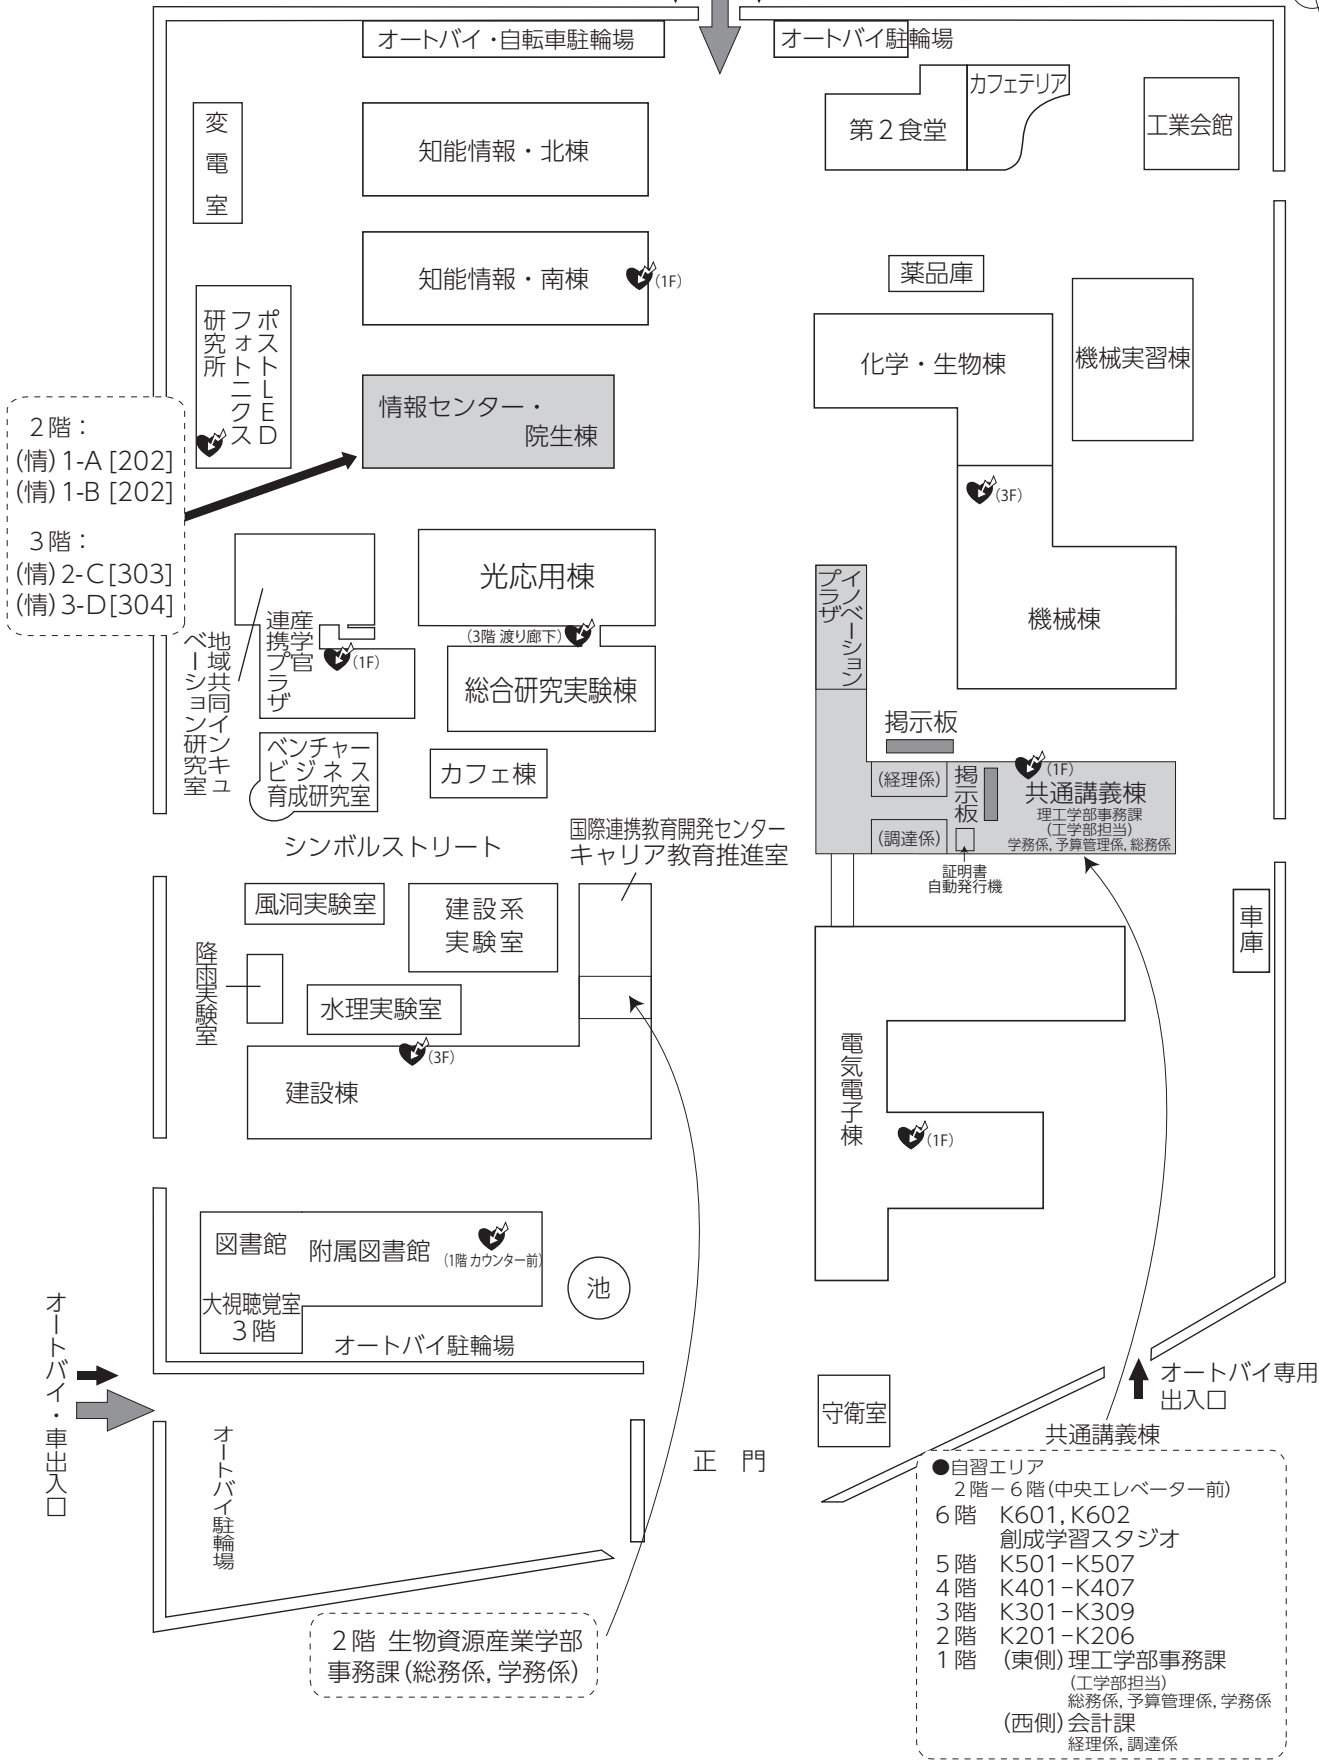 オートバイ・自転車駐輪場
オートバイ駐輪場
変電室
知能情報・北棟
第2食堂
カフェテリア
工業会館
知能情報・南棟
(1F)
薬品庫
ポストLED
フォトニクス
研究所
化学・生物棟
機械実習棟
情報センター・
院生棟
2階：
(情)1-A [202]
(情)1-B [202]
3階：
(情)2-C[303]
(情)3-D[304]
(3F)
光応用棟
機械棟
イノベーション
プラザ
産学官
連携プラザ
(1F)
(3階 渡り廊下)
地域共同インキュ
ベーション研究室
総合研究実験棟
掲示板
ベンチャー
ビジネス
育成研究室
カフェ棟
(経理係)
(調達係)
掲示板
(1F)
共通講義棟
理工学部事務課
(工学部担当)
学務係, 予算管理係, 総務係
証明書
自動発行機
シンボルストリート
国際連携教育開発センター
キャリア教育推進室
風洞実験室
建設系
実験室
車庫
降雨実験室
水理実験室
(3F)
建設棟
電気電子棟
(1F)
図書館
附属図書館
(1階 カウンター前)
池
大視聴覚室
3階
オートバイ駐輪場
オートバイ・車出入口
オートバイ専用
出入口
守衛室
正 門
オートバイ駐輪場
共通講義棟
●自習エリア
2階－6階(中央エレベーター前)
6階 K601, K602
創成学習スタジオ
5階 K501-K507
4階 K401-K407
3階 K301-K309
2階 K201-K206
1階 (東側)理工学部事務課
(工学部担当)
総務係, 予算管理係, 学務係
(西側)会計課
経理係, 調達係
2階 生物資源産業学部
事務課(総務係, 学務係)